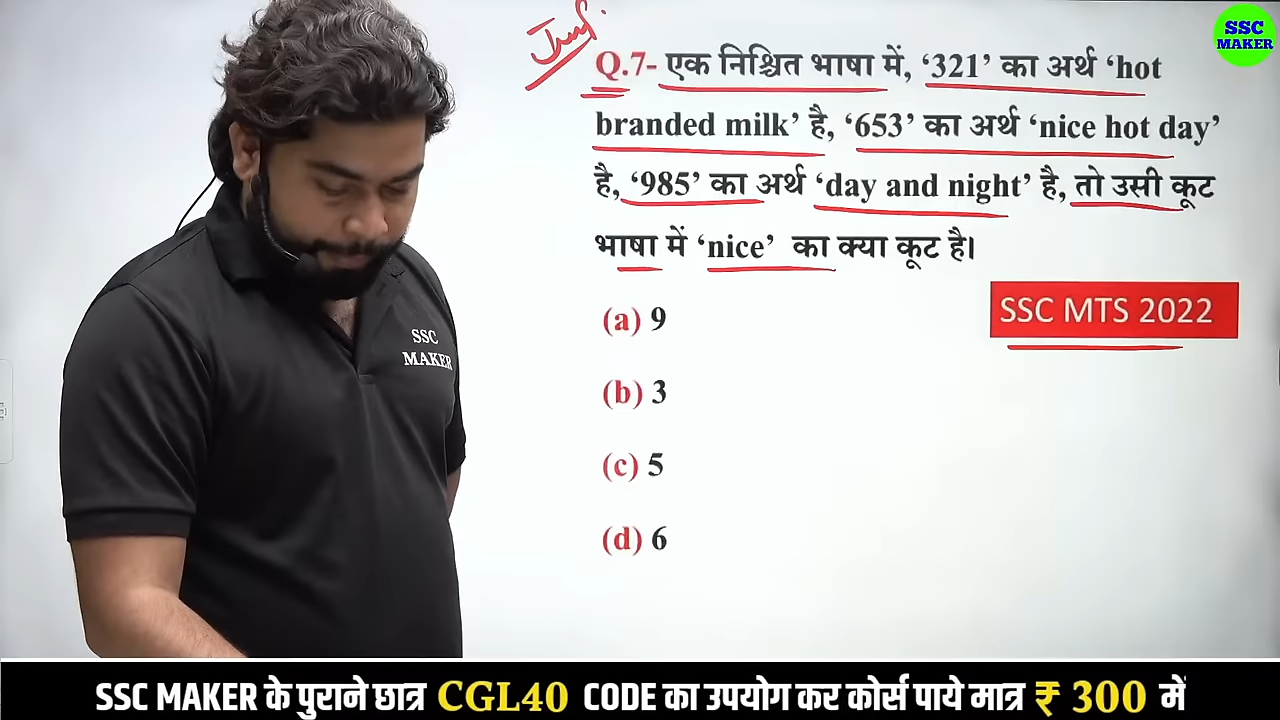 SSC
MAKER
Q.7- एक निश्चित भाषा में, ‘321’ का अर्थ ‘hot
branded milk’ है, ‘653’ का अर्थ ‘nice hot day’
है, ‘985’ का अर्थ ‘day and night’ है, तो उसी कूट
भाषा में ‘nice’ का क्या कूट है।
SSC MTS 2022
(a) 9
(b) 3
(c) 5
(d) 6
SSC
MAKER
SSC MAKER के पुराने छात्र CGL40 CODE का उपयोग कर कोर्स पाये मात्र ₹ 300 में